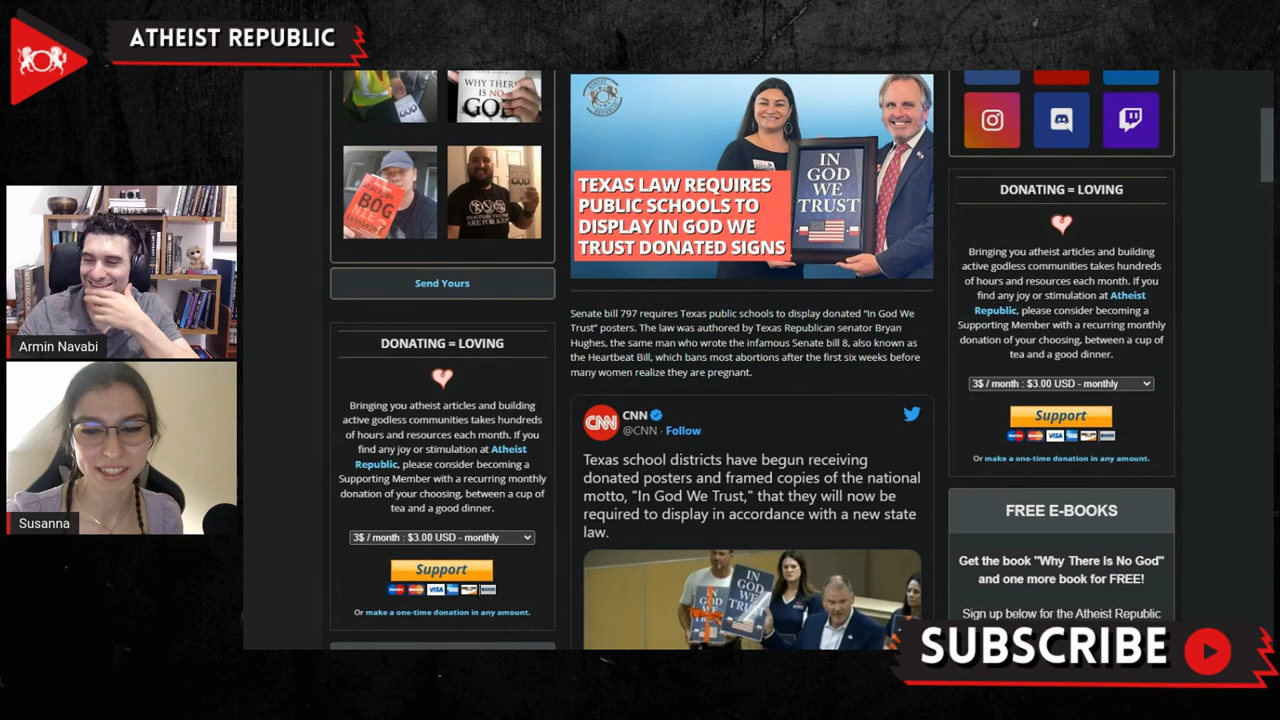 ATHEIST REPUBLIC
Armin Navabi
Susanna
WHY THERE
IS NO
GOD
BOG
GOD
ARE FOR KIDS
Send Yours
DONATING = LOVING
Bringing you atheist articles and building
active godless communities takes hundreds
of hours and resources each month. If you
find any joy or stimulation at Atheist
Republic, please consider becoming a
Supporting Member with a recurring monthly
donation of your choosing, between a cup of
tea and a good dinner.
3$ / month : $3.00 USD - monthly
Support
VISA
BANK
Or make a one-time donation in any amount.
IN
GOD
WE
TRUST
TEXAS LAW REQUIRES
PUBLIC SCHOOLS TO
DISPLAY IN GOD WE
TRUST DONATED SIGNS
Senate bill 797 requires Texas public schools to display donated "In God We
Trust" posters. The law was authored by Texas Republican senator Bryan
Hughes, the same man who wrote the infamous Senate bill 8, also known as
the Heartbeat Bill, which bans most abortions after the first six weeks before
many women realize they are pregnant.
CNN
CNN
@CNN · Follow
Texas school districts have begun receiving
donated posters and framed copies of the national
motto, "In God We Trust," that they will now be
required to display in accordance with a new state
law.
IN
GOD
WE
TRUST
IN
GOD
WE TRUST
DONATING = LOVING
Bringing you atheist articles and building
active godless communities takes hundreds
of hours and resources each month. If you
find any joy or stimulation at Atheist
Republic, please consider becoming a
Supporting Member with a recurring monthly
donation of your choosing, between a cup of
tea and a good dinner.
3$ / month : $3.00 USD - monthly
Support
VISA
BANK
Or make a one-time donation in any amount.
FREE E-BOOKS
Get the book "Why There Is No God"
and one more book for FREE!
Sign up below for the Atheist Republic
SUBSCRIBE